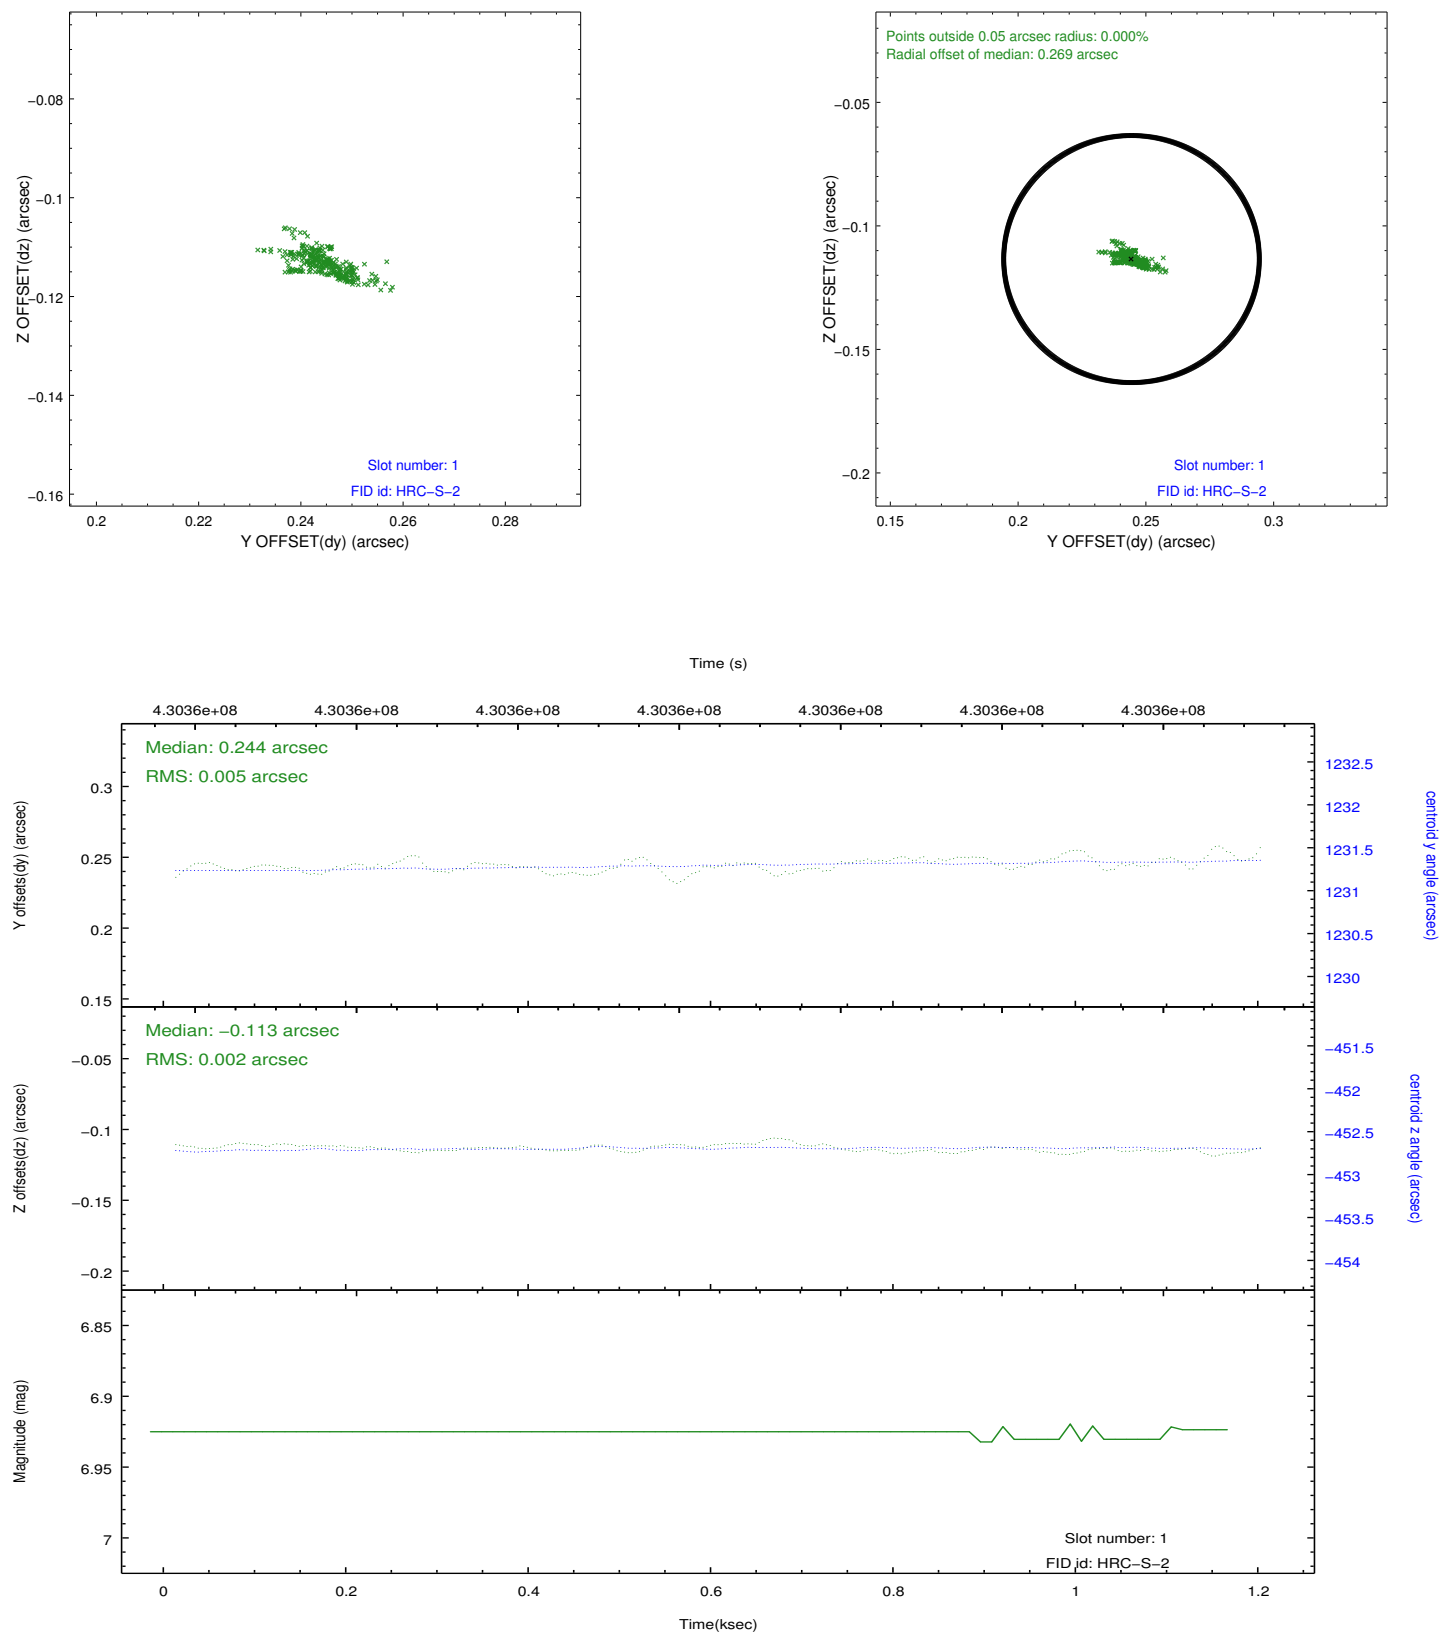 −0.08
−0.1
−0.12
−0.14
−0.16
Z OFFSET(dz) (arcsec)
0.2
0.22
0.24
0.26
0.28
Y OFFSET(dy) (arcsec)
Slot number: 1
FID id: HRC−S−2
Points outside 0.05 arcsec radius: 0.000%
Radial offset of median: 0.269 arcsec
−0.05
−0.1
−0.15
−0.2
Z OFFSET(dz) (arcsec)
0.15
0.2
0.25
0.3
Y OFFSET(dy) (arcsec)
Slot number: 1
FID id: HRC−S−2
Time (s)
4.3036e+08
4.3036e+08
4.3036e+08
4.3036e+08
4.3036e+08
4.3036e+08
4.3036e+08
Median: 0.244 arcsec
RMS: 0.005 arcsec
Y offsets(dy) (arcsec)
0.3
0.25
0.2
0.15
1232.5
1232
1231.5
1231
1230.5
1230
centroid y angle (arcsec)
Median: −0.113 arcsec
RMS: 0.002 arcsec
Z offsets(dz) (arcsec)
−0.05
−0.1
−0.15
−0.2
−451.5
−452
−452.5
−453
−453.5
−454
centroid z angle (arcsec)
Magnitude (mag)
6.85
6.9
6.95
7
Slot number: 1
FID id: HRC−S−2
0
0.2
0.4
0.6
0.8
1
1.2
Time(ksec)